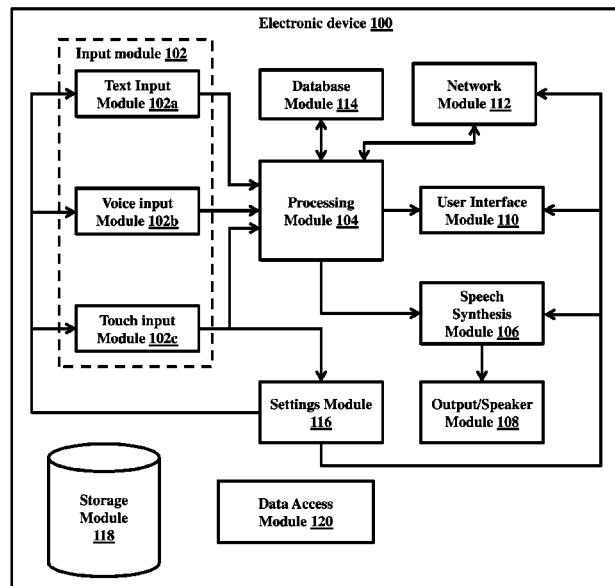 Electronic device 100
Input module 102
Text Input
Module 102a
Database
Module 114
Network
Module 112
Voice input
Module 102b
Processing
Module 104
User Interface
Module 110
Touch input
Module 102c
Speech
Synthesis
Module 106
Settings Module
116
Output/Speaker
Module 108
Storage
Module
118
Data Access
Module 120